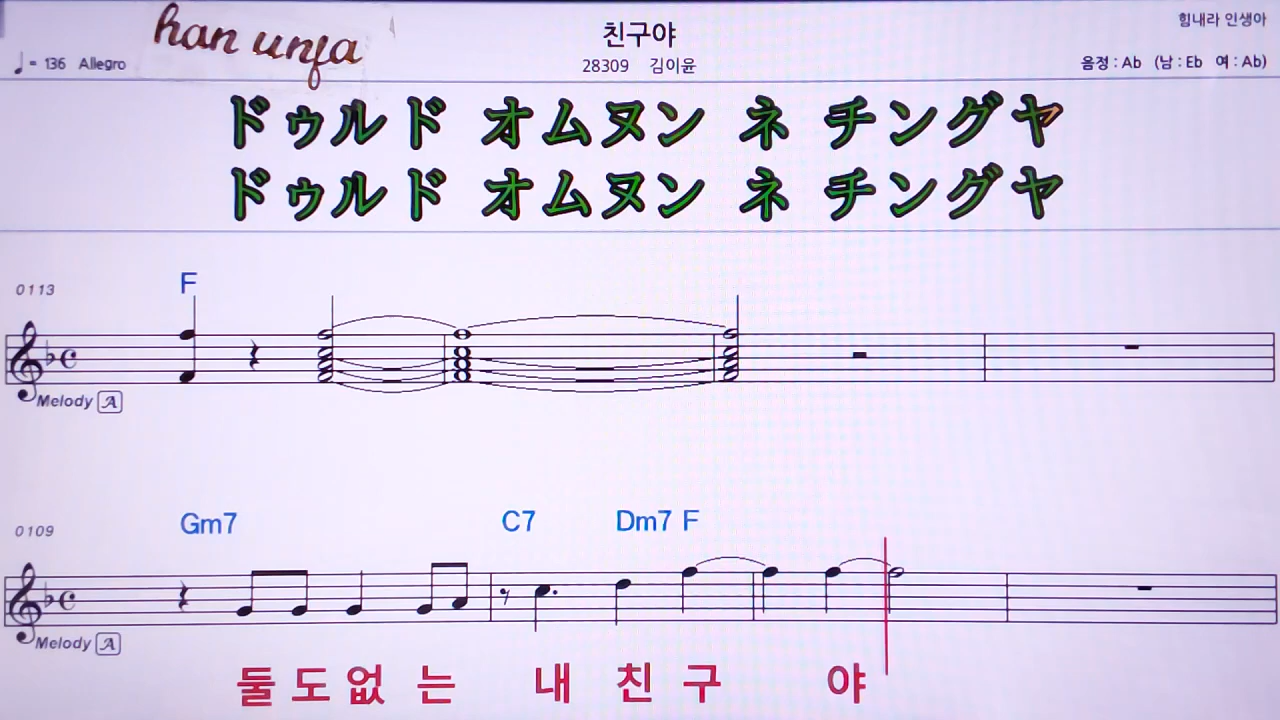 han unfa
친구야
힘내라 인생아
♩= 136 Allegro
28309 김이윤
음정 : Ab (남 : Eb 여 : Ab)
ドゥルド オムヌン ネ チングヤ
ドゥルド オムヌン ネ チングヤ
F
0113
Melody A
Gm7 C7 Dm7 F
0109
Melody A
둘 도 없 는 내 친 구 야